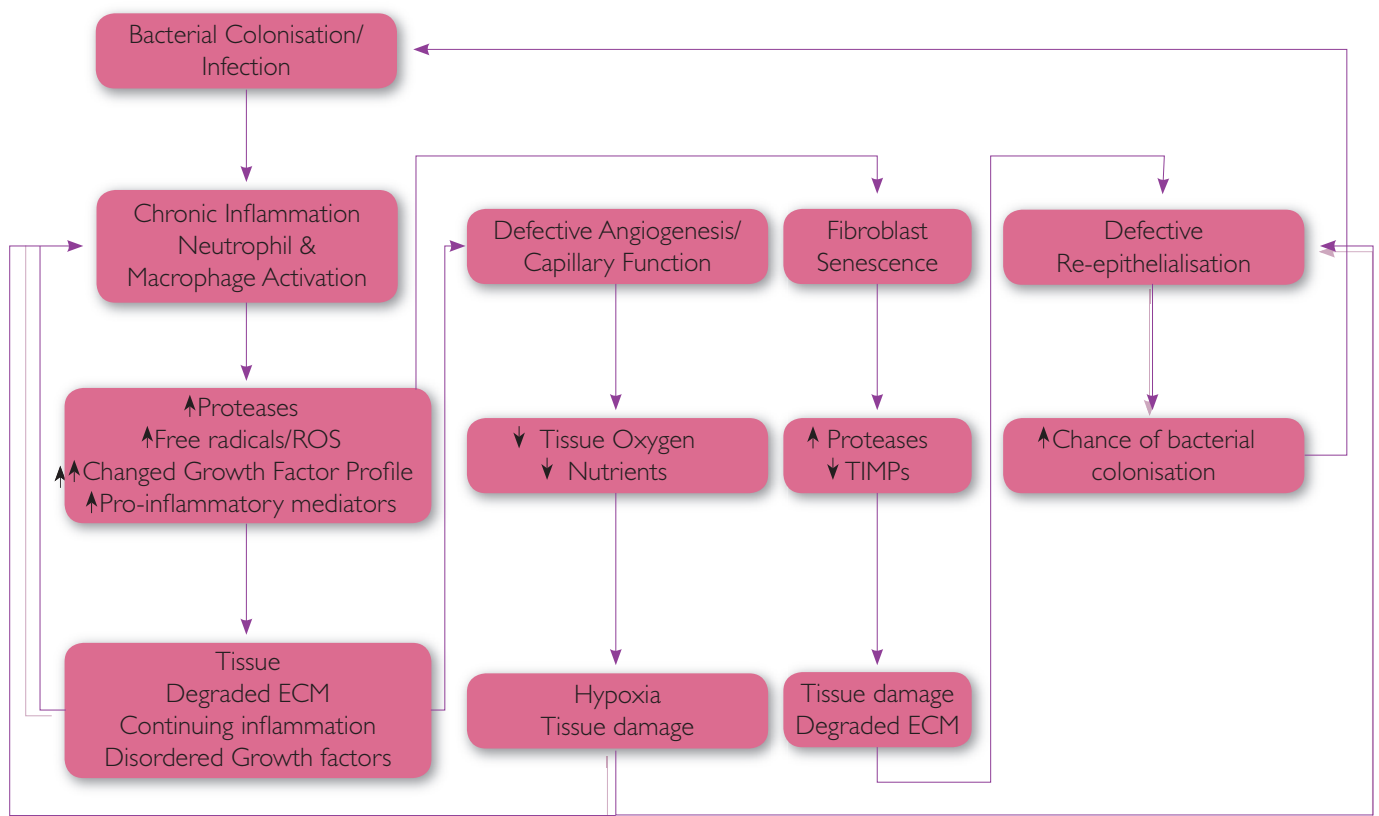 Bacterial Colonisation/
Infection
Chronic Inflammation
Neutrophil &
Macrophage Activation
↑Proteases
↑Free radicals/ROS
↑↑Changed Growth Factor Profile
↑Pro-inflammatory mediators
Tissue
Degraded ECM
Continuing inflammation
Disordered Growth factors
Defective Angiogenesis/
Capillary Function
↓ Tissue Oxygen
↓ Nutrients
Hypoxia
Tissue damage
Fibroblast
Senescence
↑ Proteases
↓ TIMPs
Tissue damage
Degraded ECM
Defective
Re-epithelialisation
↑Chance of bacterial
colonisation